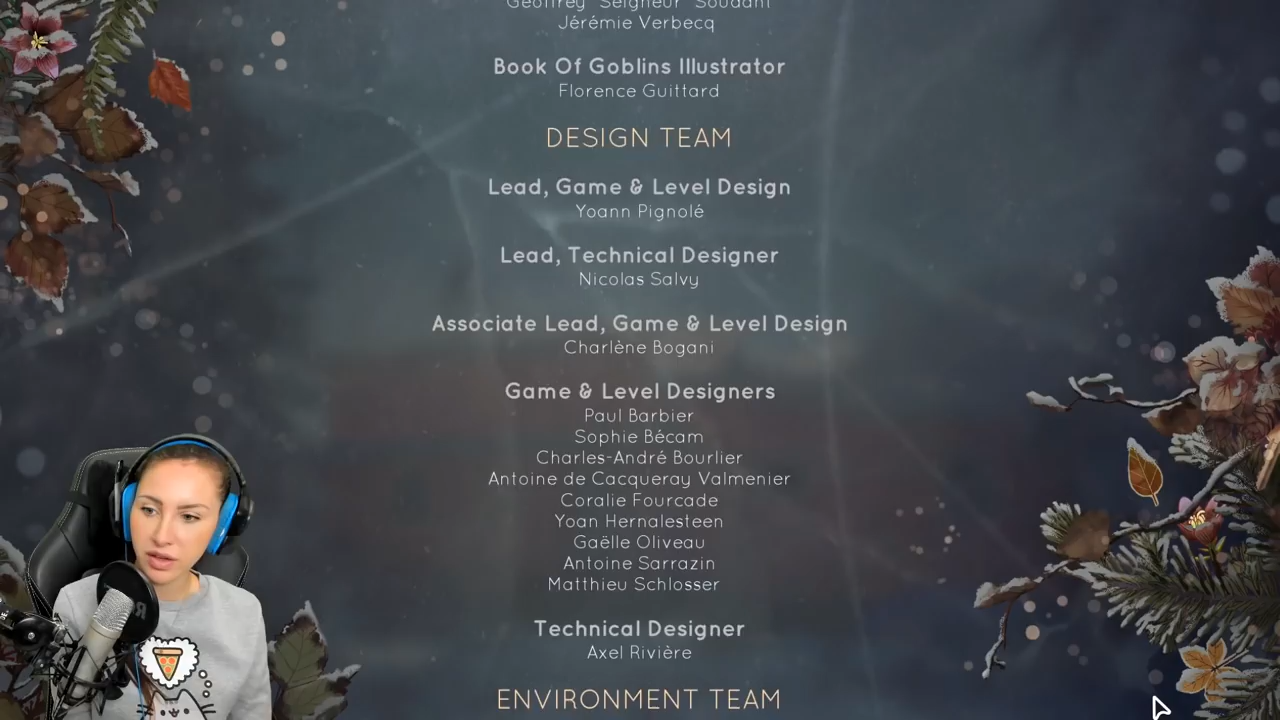 Geoffrey "Seigneur" Soudant
Jérémie Verbecq
Book Of Goblins Illustrator
Florence Guittard
DESIGN TEAM
Lead, Game & Level Design
Yoann Pignolé
Lead, Technical Designer
Nicolas Salvy
Associate Lead, Game & Level Design
Charlène Bogani
Game & Level Designers
Paul Barbier
Sophie Bécam
Charles-André Bourlier
Antoine de Cacqueray Valmenier
Coralie Fourcade
Yoan Hernalesteen
Gaëlle Oliveau
Antoine Sarrazin
Matthieu Schlosser
Technical Designer
Axel Rivière
ENVIRONMENT TEAM